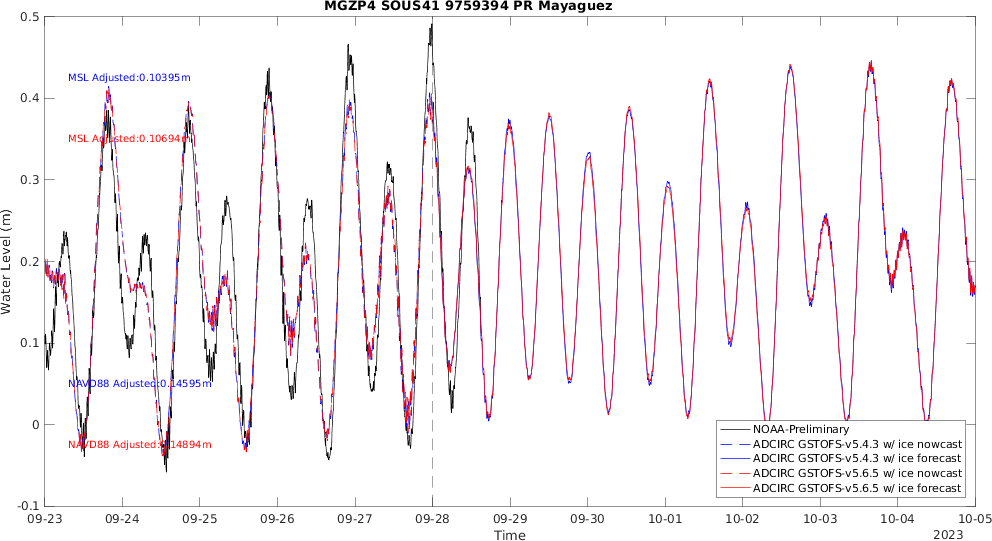 MGZP4 SOUS41 9759394 PR Mayaguez
0.5
0.4
0.3
0.2
0.1
0
-0.1
Water Level (m)
MSL Adjusted:0.10395m
MSL Adjusted:0.10694m
NAVD88 Adjusted:0.14595m
NAVD88 Adjusted:0.14894m
NOAA-Preliminary
ADCIRC GSTOFS-v5.4.3 w/ ice nowcast
ADCIRC GSTOFS-v5.4.3 w/ ice forecast
ADCIRC GSTOFS-v5.6.5 w/ ice nowcast
ADCIRC GSTOFS-v5.6.5 w/ ice forecast
09-23 09-24 09-25 09-26 09-27 09-28 09-29 09-30 10-01 10-02 10-03 10-04 10-05
Time
2023